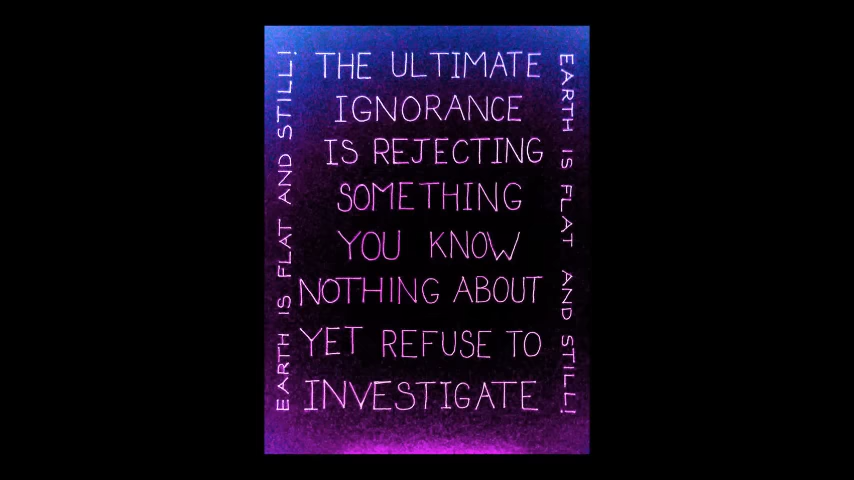 THE ULTIMATE
IGNORANCE
IS REJECTING
SOMETHING
YOU KNOW
NOTHING ABOUT
YET REFUSE TO
INVESTIGATE
EARTH IS FLAT AND STILL!
EARTH IS FLAT AND STILL!